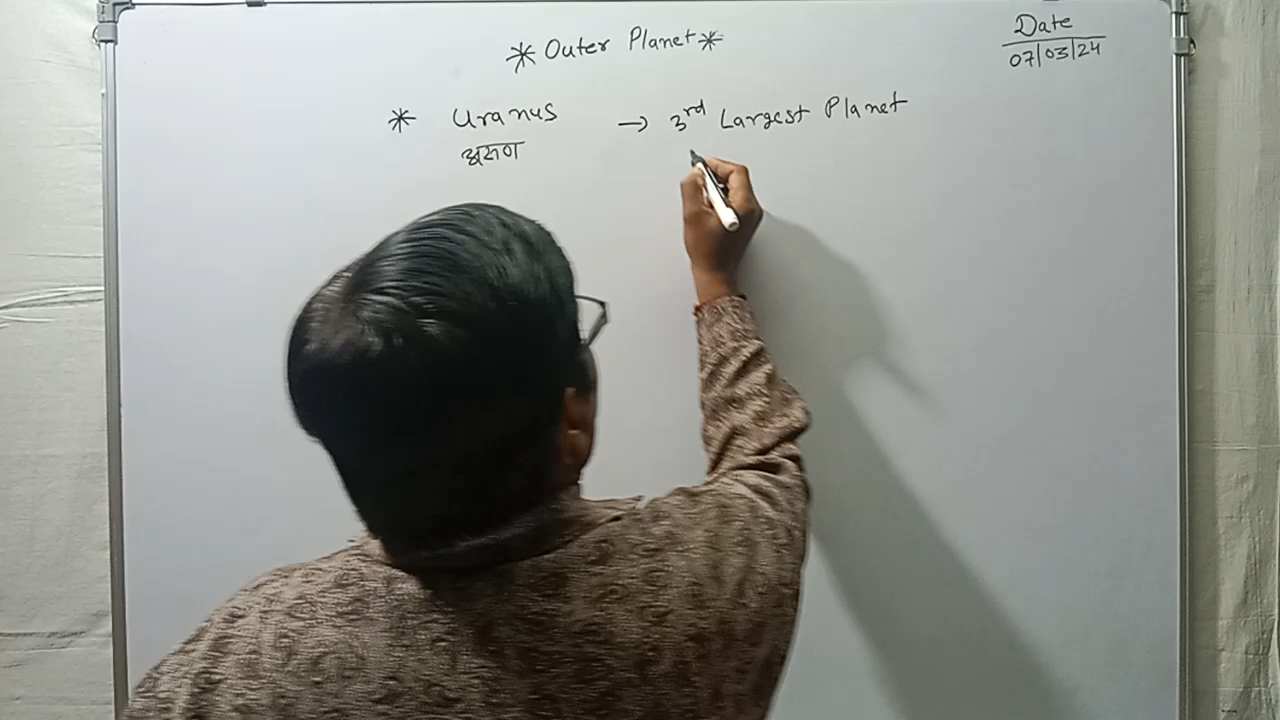 * Outer Planet *
Date
07/03/24
* Uranus → 3rd Largest Planet
अरुण